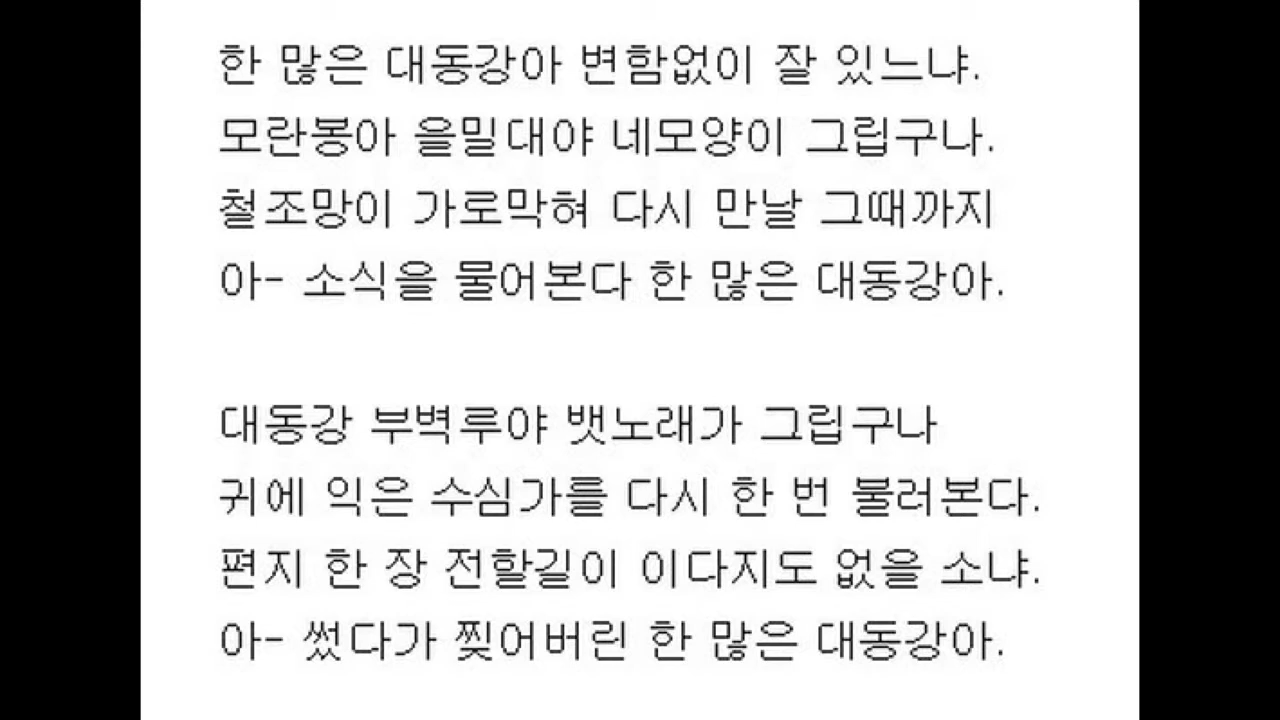 한 많은 대동강아 변함없이 잘 있느냐.
모란봉아 을밀대야 네모양이 그립구나.
철조망이 가로막혀 다시 만날 그때까지
아- 소식을 물어본다 한 많은 대동강아.
대동강 부벽루야 뱃노래가 그립구나
귀에 익은 수심가를 다시 한 번 불러본다.
편지 한 장 전할길이 이다지도 없을 소냐.
아- 썼다가 찢어버린 한 많은 대동강아.